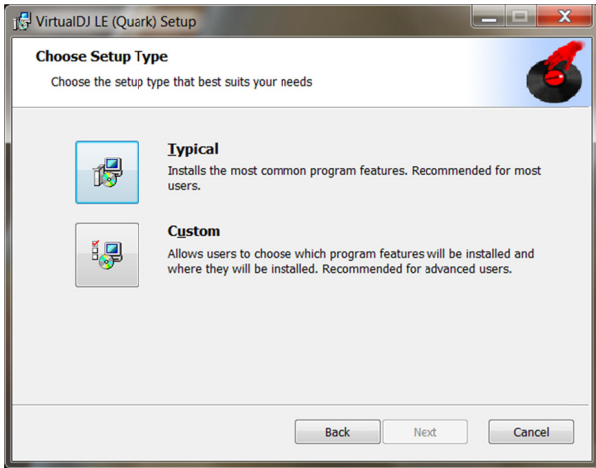 VirtualDJ LE (Quark) Setup
Choose Setup Type
Choose the setup type that best suits your needs
Typical
Installs the most common program features. Recommended for most
users.
Custom
Allows users to choose which program features will be installed and
where they will be installed. Recommended for advanced users.
Back Next Cancel